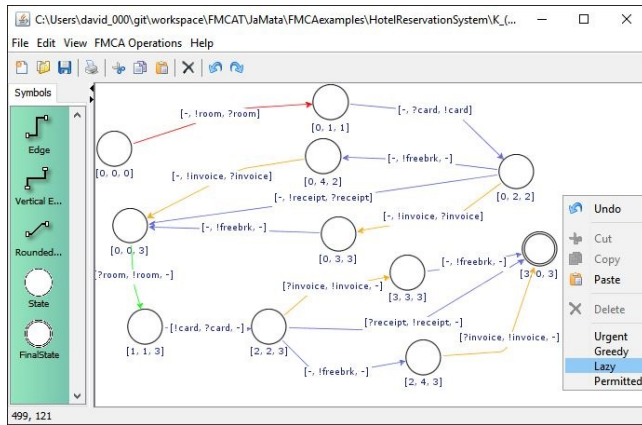 C:\Users\david_000\git\workspace\FMCAT\JaMata\FMCAexamples\HotelReservationSystem\K_(...
File Edit View FMCA Operations Help
Symbols
Edge
Vertical E...
Rounded...
State
FinalState
[-, !room, ?room]
[0, 1, 1]
[-, ?card, !card]
[0, 0, 0]
[-, !freebrk, -]
[-, !invoice, ?invoice]
[0, 4, 2]
[-, !receipt, ?receipt]
[0, 2, 2]
[-, !invoice, ?invoice]
[-, !freebrk, -]
[0, 0, 3]
[0, 3, 3]
[?room, !room, -]
[-, !freebrk, -]
[3, 0, 3]
[?invoice, !invoice, -]
[3, 3, 3]
[!card, ?card, -]
[?receipt, !receipt, -]
[?invoice, !invoice, -]
[1, 1, 3]
[2, 2, 3]
[-, !freebrk, -]
[2, 4, 3]
Undo
Cut
Copy
Paste
Delete
Urgent
Greedy
Lazy
Permitted
499, 121